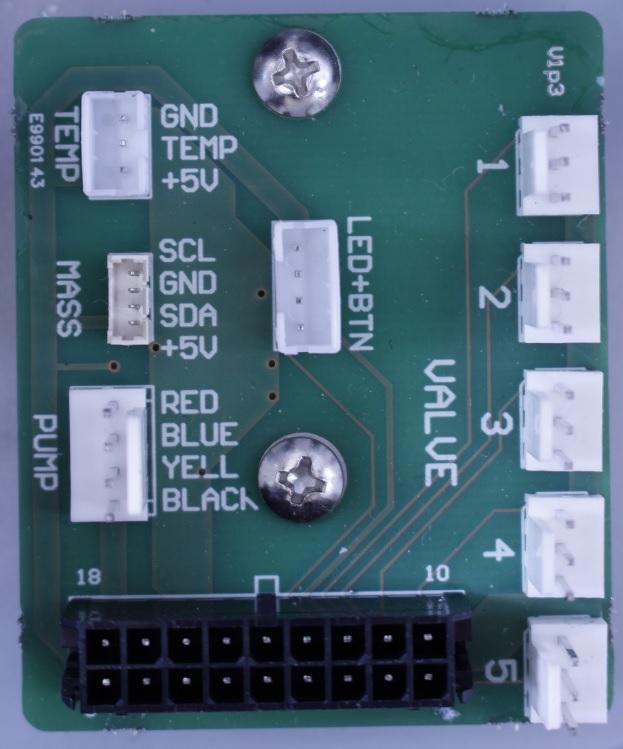 V1p3
TEMP
E9901 43
GND
TEMP
+5V
MASS
SCL
GND
SDA
+5V
PUMP
RED
BLUE
YELL
BLACK
LED+BTN
VALVE
1
2
3
4
5
18
10